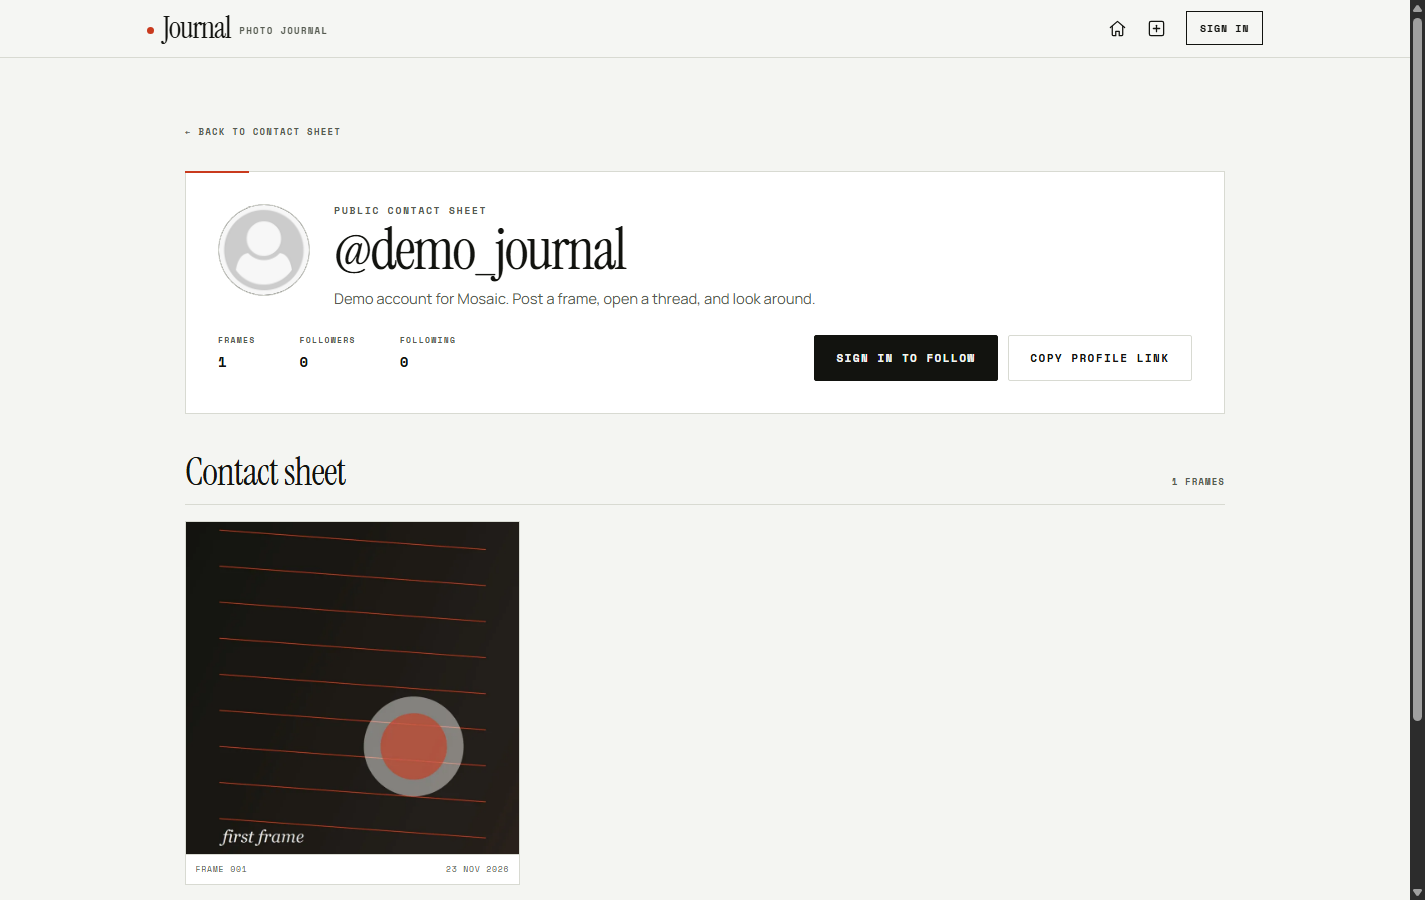 Journal PHOTO JOURNAL
SIGN IN
← BACK TO CONTACT SHEET
PUBLIC CONTACT SHEET
@demo_journal
Demo account for Mosaic. Post a frame, open a thread, and look around.
FRAMES FOLLOWERS FOLLOWING
1 0 0
SIGN IN TO FOLLOW
COPY PROFILE LINK
Contact sheet
1 FRAMES
first frame
FRAME 001
23 NOV 2026